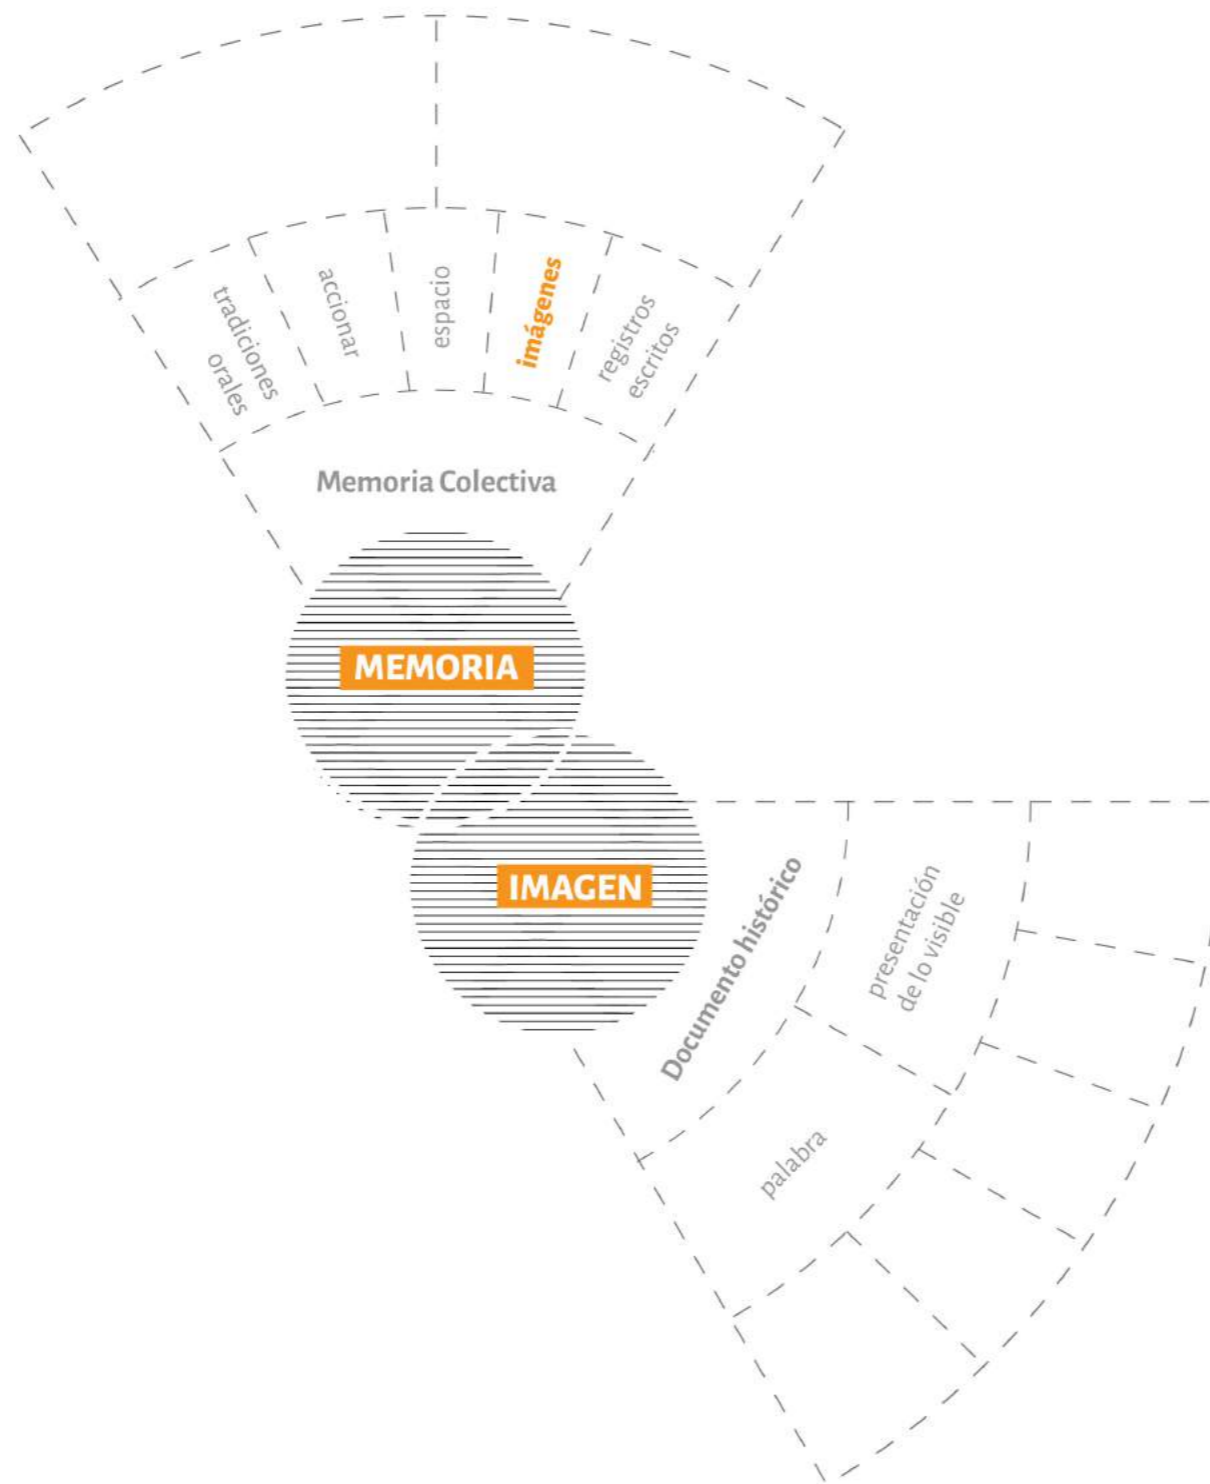 tradiciones
orales
accionar
espacio
imágenes
registros
escritos
Memoria Colectiva
MEMORIA
IMAGEN
Documento histórico
presentación
de lo visible
palabra